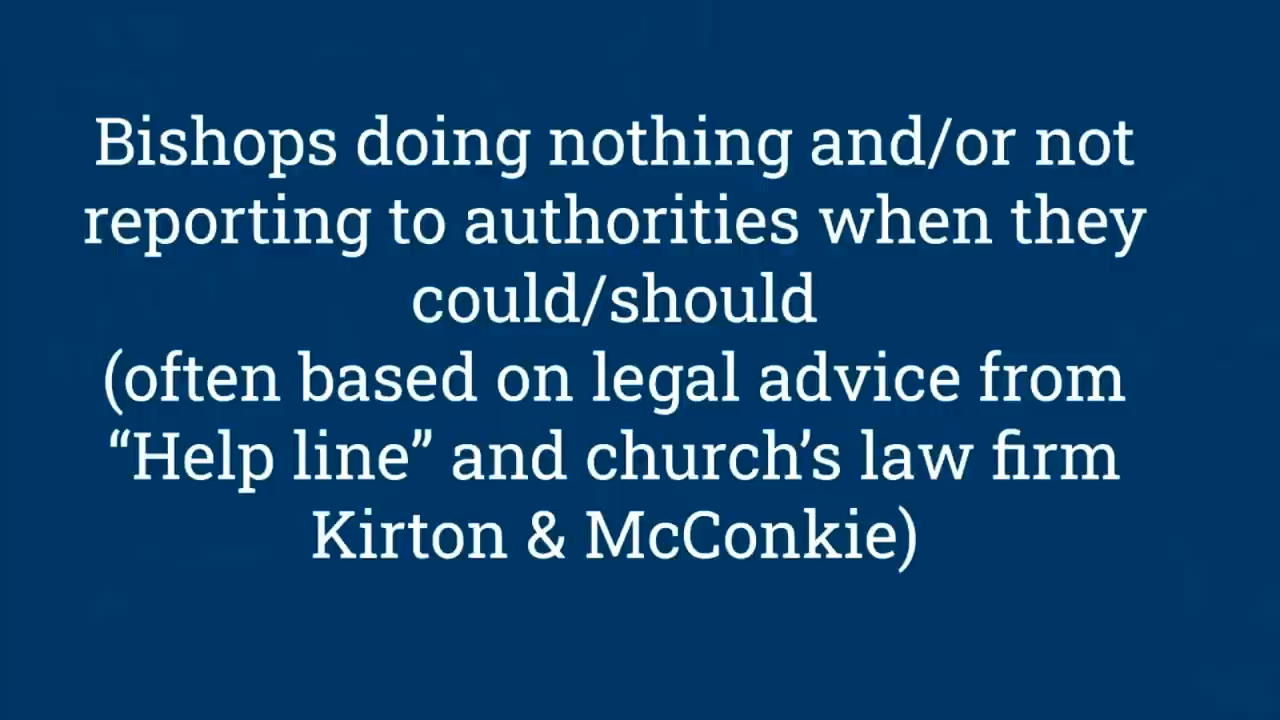 Bishops doing nothing and/or not
reporting to authorities when they
could/should
(often based on legal advice from
“Help line” and church’s law firm
Kirton & McConkie)